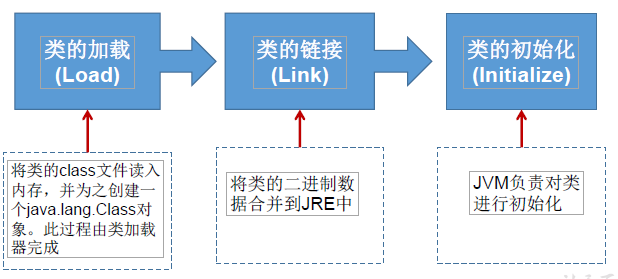 类的加载
(Load)
类的链接
(Link)
类的初始化
(Initialize)
将类的class文件读入
内存，并为之创建一
个java.lang.Class对
象。此过程由类加载
器完成
将类的二进制数
据合并到JRE中
JVM负责对类
进行初始化